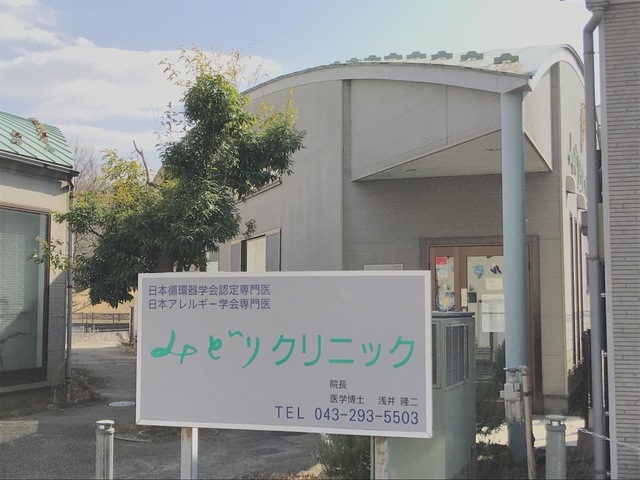 日本循環器学会認定専門医
日本アレルギー学会専門医
みどりクリニック
院長
医学博士　浅井 隆二
TEL 043-293-5503